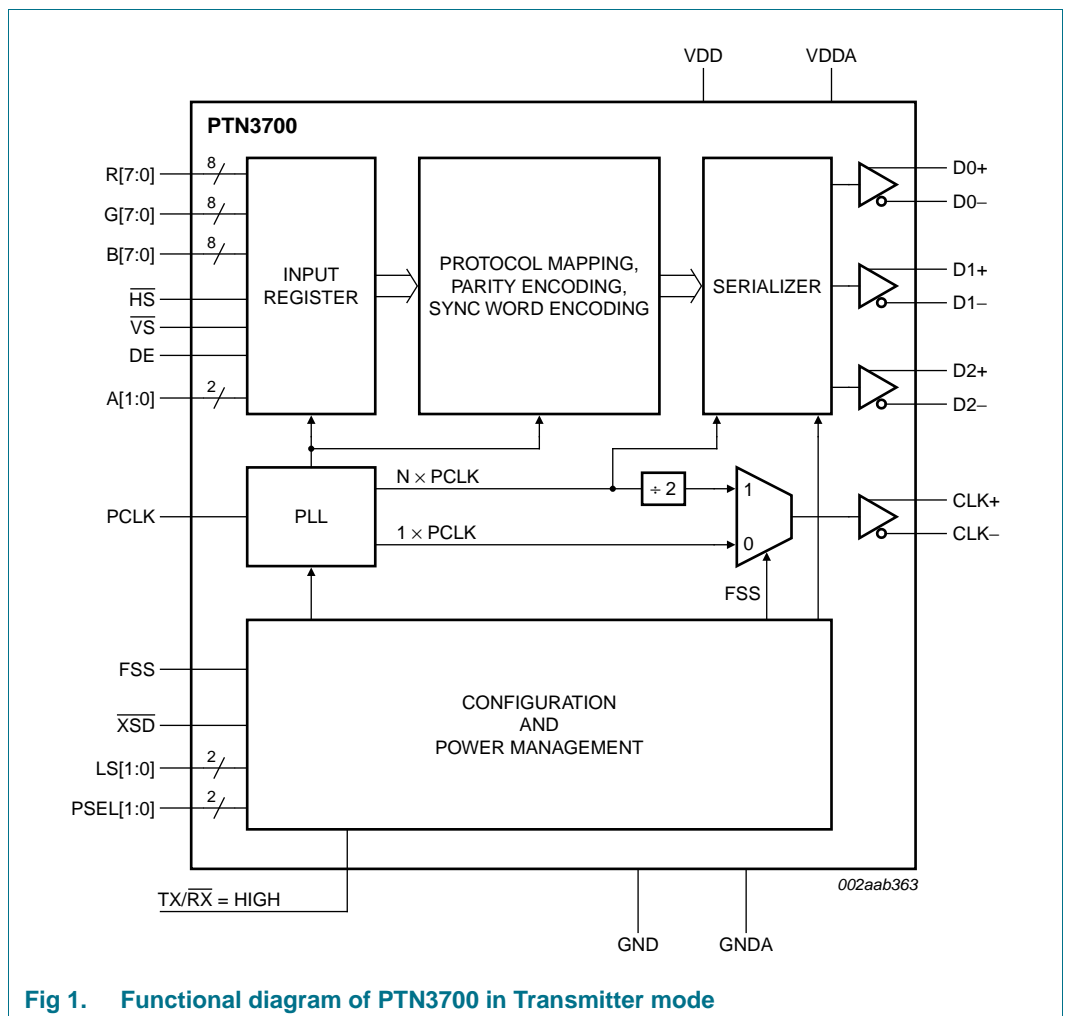 VDD
VDDA
PTN3700
R[7:0]
8
G[7:0]
8
B[7:0]
8
HS
VS
DE
A[1:0]
2
INPUT
REGISTER
PROTOCOL MAPPING,
PARITY ENCODING,
SYNC WORD ENCODING
SERIALIZER
D0+
D0−
D1+
D1−
D2+
D2−
PCLK
PLL
N × PCLK
1 × PCLK
÷ 2
1
0
FSS
CLK+
CLK−
FSS
XSD
LS[1:0]
2
PSEL[1:0]
2
CONFIGURATION
AND
POWER MANAGEMENT
TX/RX = HIGH
GND
GNDA
002aab363
Fig 1. Functional diagram of PTN3700 in Transmitter mode